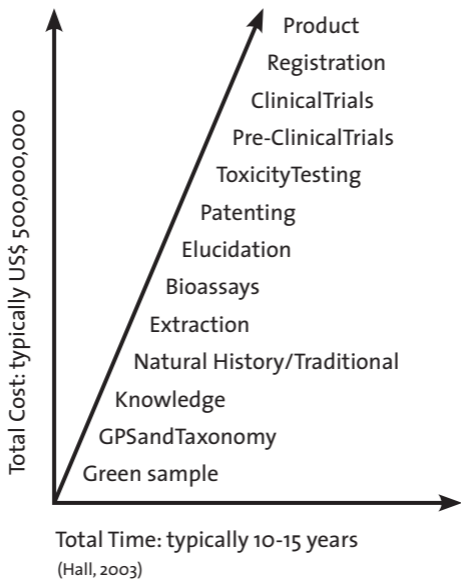 Product
Registration
ClinicalTrials
Pre-ClinicalTrials
ToxicityTesting
Patenting
Elucidation
Bioassays
Extraction
Natural History/Traditional
Knowledge
GPSandTaxonomy
Green sample
Total Cost: typically US$ 500,000,000
Total Time: typically 10-15 years
(Hall, 2003)